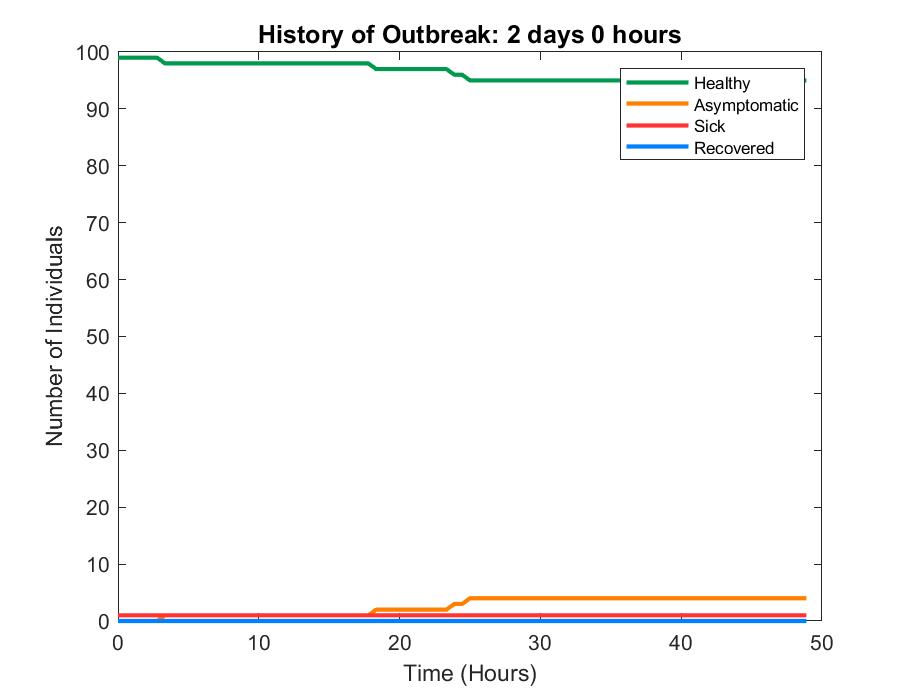 History of Outbreak: 2 days 0 hours
100
90
80
70
60
50
40
30
20
10
0
Number of Individuals
Healthy
Asymptomatic
Sick
Recovered
0 10 20 30 40 50
Time (Hours)